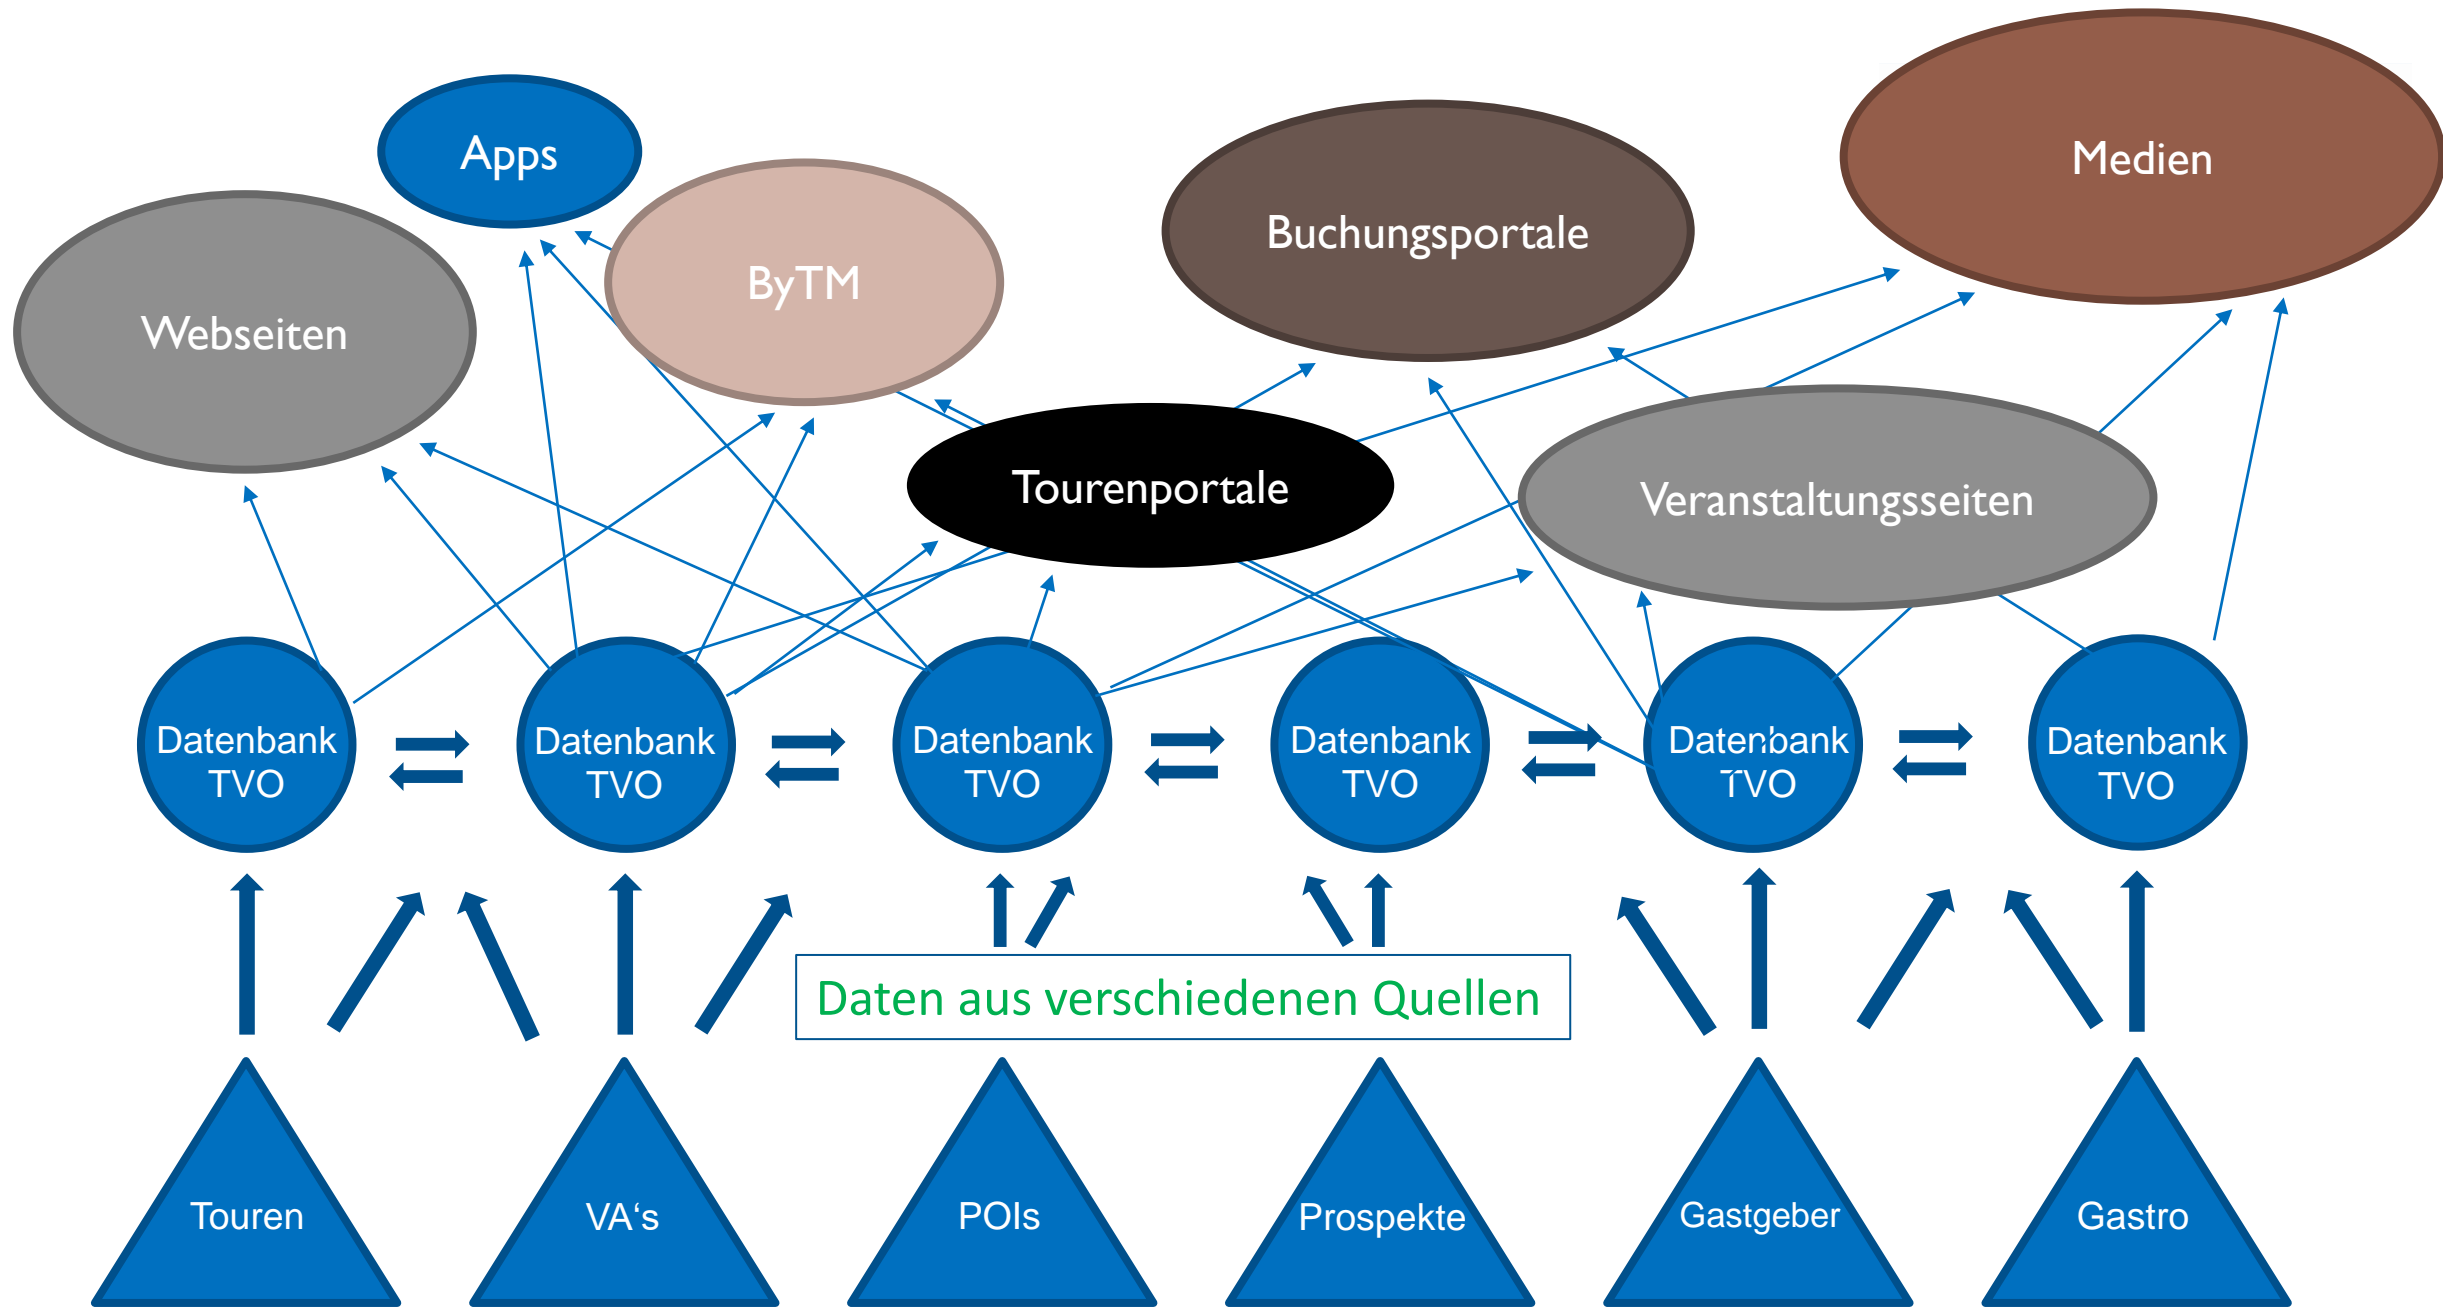 Apps
Medien
Buchungsportale
ByTM
Webseiten
Tourenportale
Veranstaltungsseiten
Datenbank
TVO
Datenbank
TVO
Datenbank
TVO
Datenbank
TVO
Datenbank
TVO
Datenbank
TVO
Daten aus verschiedenen Quellen
Touren
VA‘s
POIs
Prospekte
Gastgeber
Gastro